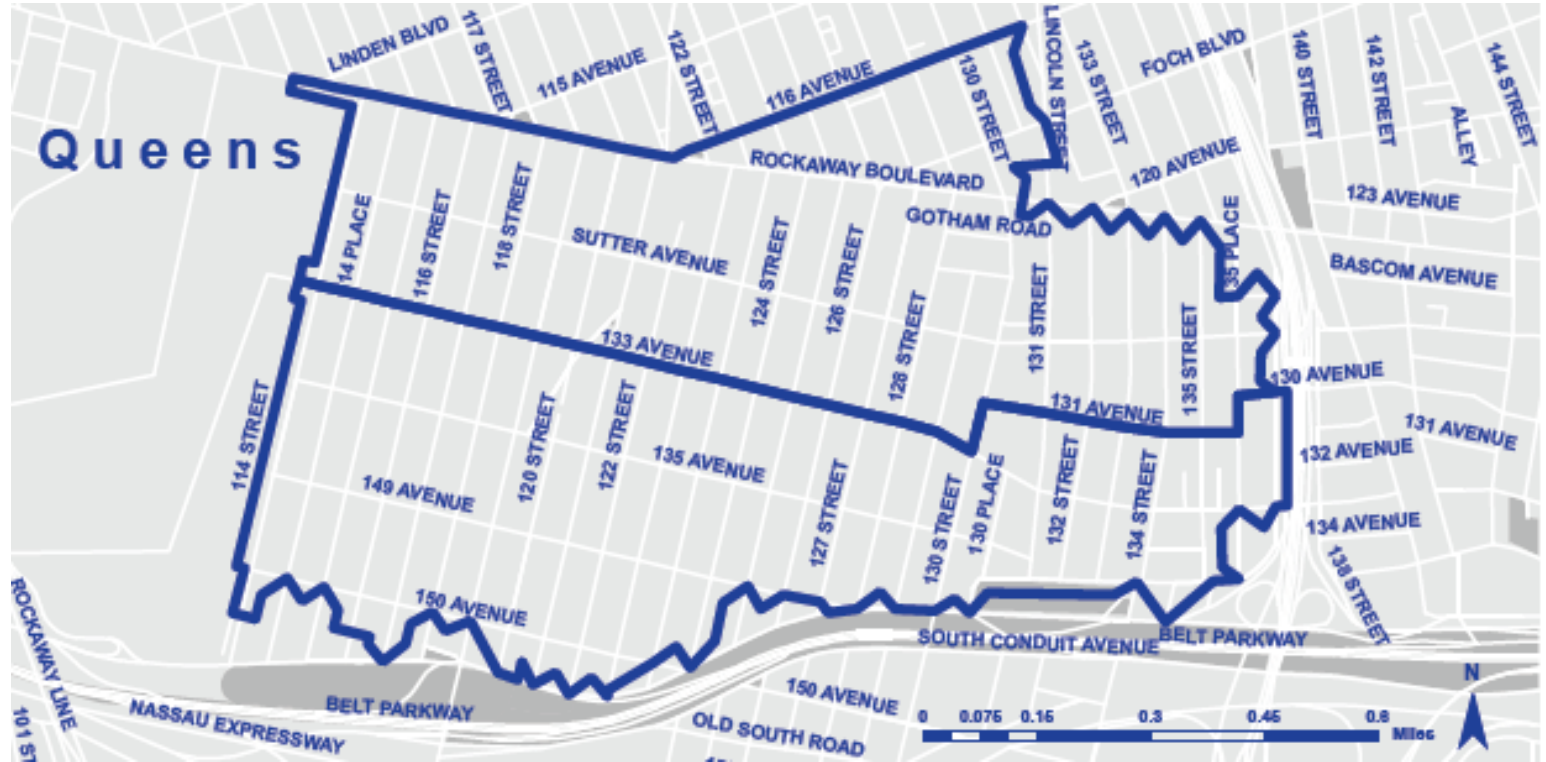 LINDEN BLVD
117 STREET
115 AVENUE
122 STREET
116 AVENUE
130 STREET
LINCOLN STREET
133 STREET
FOCH BLVD
140 STREET
142 STREET
144 STREET
ALLEY
Queens
ROCKAWAY BOULEVARD
120 AVENUE
123 AVENUE
14 PLACE
116 STREET
118 STREET
SUTTER AVENUE
124 STREET
126 STREET
GOTHAM ROAD
35 PLACE
BASCOM AVENUE
128 STREET
131 STREET
135 STREET
133 AVENUE
130 AVENUE
131 AVENUE
131 AVENUE
114 STREET
120 STREET
122 STREET
135 AVENUE
132 AVENUE
149 AVENUE
127 STREET
130 STREET
130 PLACE
132 STREET
134 STREET
134 AVENUE
138 STREET
150 AVENUE
ROCKAWAY LINE
SOUTH CONDUIT AVENUE
BELT PARKWAY
BELT PARKWAY
NASSAU EXPRESSWAY
150 AVENUE
OLD SOUTH ROAD
101 ST
N
0 0.075 0.15 0.3 0.45 0.6
Miles